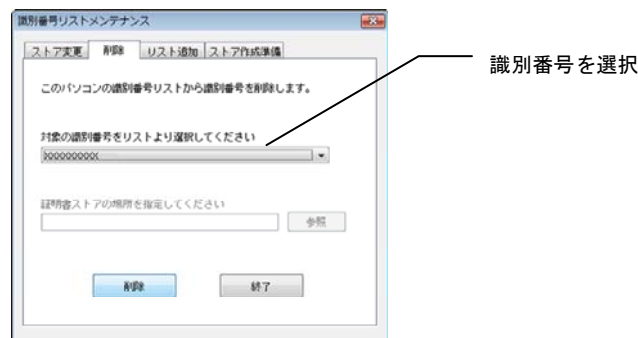 識別番号リストメンテナンス
ストア変更 削除 リスト追加 ストア作成準備
識別番号を選択
このパソコンの識別番号リストから識別番号を削除します。
対象の識別番号をリストより選択してください
XXXXXXXXXX
証明書ストアの場所を指定してください
参照
削除 終了